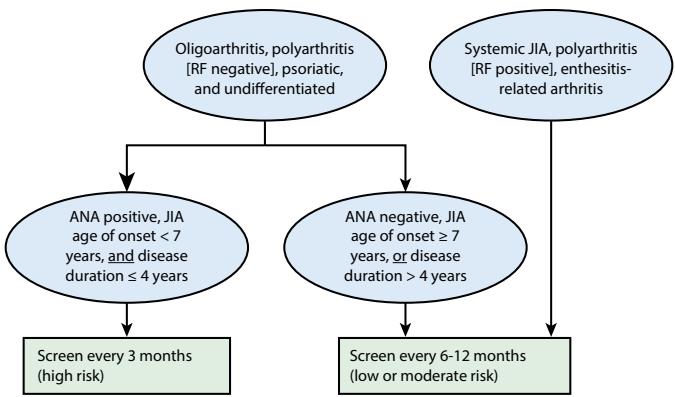 Oligoarthritis, polyarthritis
[RF negative], psoriatic,
and undifferentiated
Systemic JIA, polyarthritis
[RF positive], enthesitis-
related arthritis
ANA positive, JIA
age of onset < 7
years, and disease
duration ≤ 4 years
ANA negative, JIA
age of onset ≥ 7
years, or disease
duration > 4 years
Screen every 3 months
(high risk)
Screen every 6-12 months
(low or moderate risk)